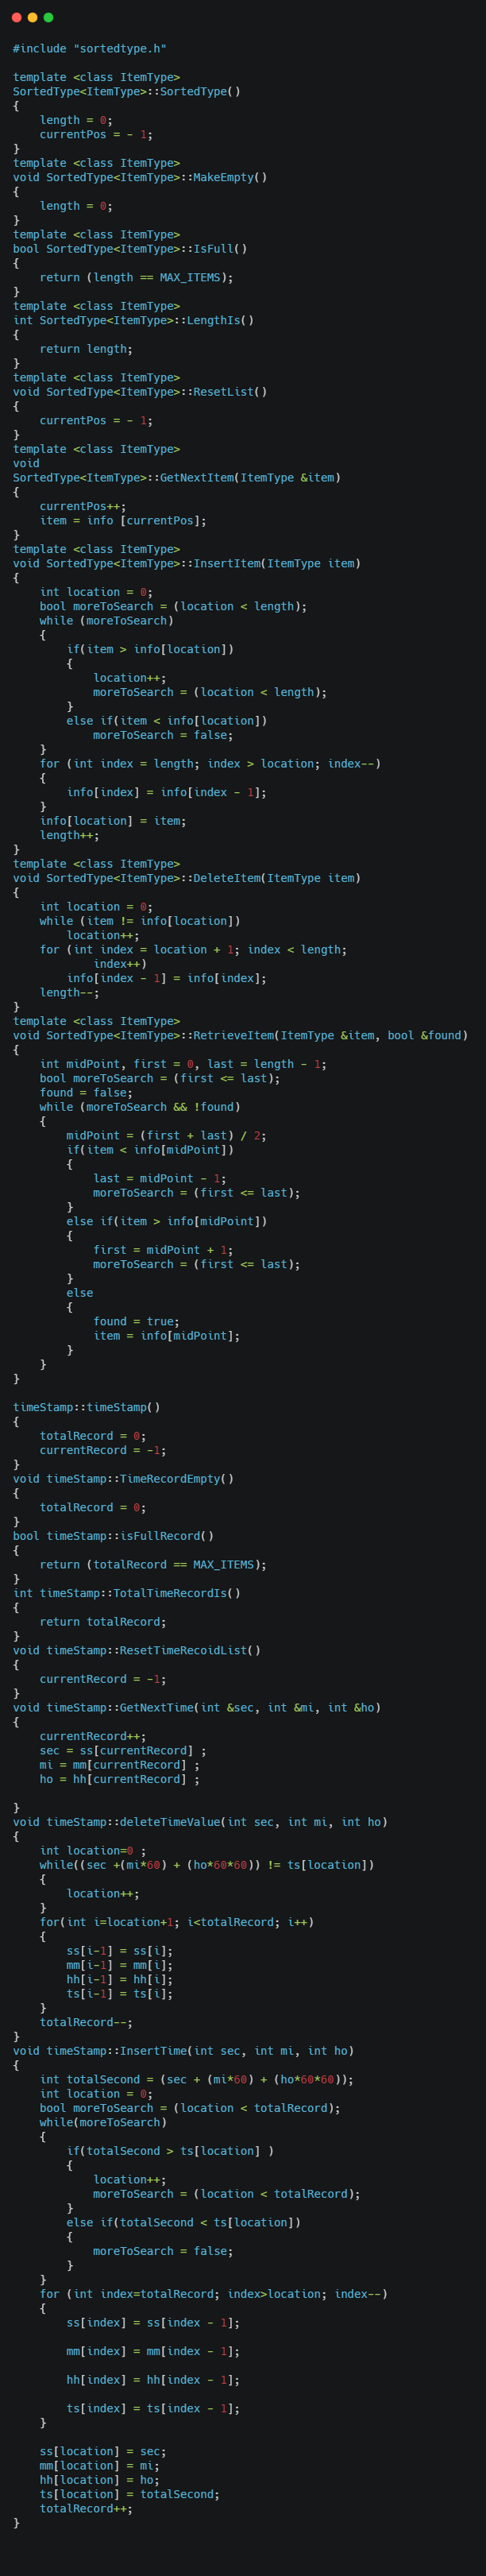 #include "sortedtype.h"

template <class ItemType>
SortedType<ItemType>::SortedType()
{
    length = 0;
    currentPos = - 1;
}
template <class ItemType>
void SortedType<ItemType>::MakeEmpty()
{
    length = 0;
}
template <class ItemType>
bool SortedType<ItemType>::IsFull()
{
    return (length == MAX_ITEMS);
}
template <class ItemType>
int SortedType<ItemType>::LengthIs()
{
    return length;
}
template <class ItemType>
void SortedType<ItemType>::ResetList()
{
    currentPos = - 1;
}
template <class ItemType>
void
SortedType<ItemType>::GetNextItem(ItemType &item)
{
    currentPos++;
    item = info [currentPos];
}
template <class ItemType>
void SortedType<ItemType>::InsertItem(ItemType item)
{
    int location = 0;
    bool moreToSearch = (location < length);
    while (moreToSearch)
    {
        if(item > info[location])
        {
            location++;
            moreToSearch = (location < length);
        }
        else if(item < info[location])
            moreToSearch = false;
    }
    for (int index = length; index > location; index--)
    {
        info[index] = info[index - 1];
    }
    info[location] = item;
    length++;
}
template <class ItemType>
void SortedType<ItemType>::DeleteItem(ItemType item)
{
    int location = 0;
    while (item != info[location])
        location++;
    for (int index = location + 1; index < length;
            index++)
        info[index - 1] = info[index];
    length--;
}
template <class ItemType>
void SortedType<ItemType>::RetrieveItem(ItemType &item, bool &found)
{
    int midPoint, first = 0, last = length - 1;
    bool moreToSearch = (first <= last);
    found = false;
    while (moreToSearch && !found)
    {
        midPoint = (first + last) / 2;
        if(item < info[midPoint])
        {
            last = midPoint - 1;
            moreToSearch = (first <= last);
        }
        else if(item > info[midPoint])
        {
            first = midPoint + 1;
            moreToSearch = (first <= last);
        }
        else
        {
            found = true;
            item = info[midPoint];
        }
    }
}

timeStamp::timeStamp()
{
    totalRecord = 0;
    currentRecord = -1;
}
void timeStamp::TimeRecordEmpty()
{
    totalRecord = 0;
}
bool timeStamp::isFullRecord()
{
    return (totalRecord == MAX_ITEMS);
}
int timeStamp::TotalTimeRecordIs()
{
    return totalRecord;
}
void timeStamp::ResetTimeRecoidList()
{
    currentRecord = -1;
}
void timeStamp::GetNextTime(int &sec, int &mi, int &ho)
{
    currentRecord++;
    sec = ss[currentRecord] ;
    mi = mm[currentRecord] ;
    ho = hh[currentRecord] ;

}
void timeStamp::deleteTimeValue(int sec, int mi, int ho)
{
    int location=0 ;
    while((sec +(mi*60) + (ho*60*60)) != ts[location])
    {
        location++;
    }
    for(int i=location+1; i<totalRecord; i++)
    {
        ss[i-1] = ss[i];
        mm[i-1] = mm[i];
        hh[i-1] = hh[i];
        ts[i-1] = ts[i];
    }
    totalRecord--;
}
void timeStamp::InsertTime(int sec, int mi, int ho)
{
    int totalSecond = (sec + (mi*60) + (ho*60*60));
    int location = 0;
    bool moreToSearch = (location < totalRecord);
    while(moreToSearch)
    {
        if(totalSecond > ts[location] )
        {
            location++;
            moreToSearch = (location < totalRecord);
        }
        else if(totalSecond < ts[location])
        {
            moreToSearch = false;
        }
    }
    for (int index=totalRecord; index>location; index--)
    {
        ss[index] = ss[index - 1];

        mm[index] = mm[index - 1];

        hh[index] = hh[index - 1];

        ts[index] = ts[index - 1];
    }

    ss[location] = sec;
    mm[location] = mi;
    hh[location] = ho;
    ts[location] = totalSecond;
    totalRecord++;
}